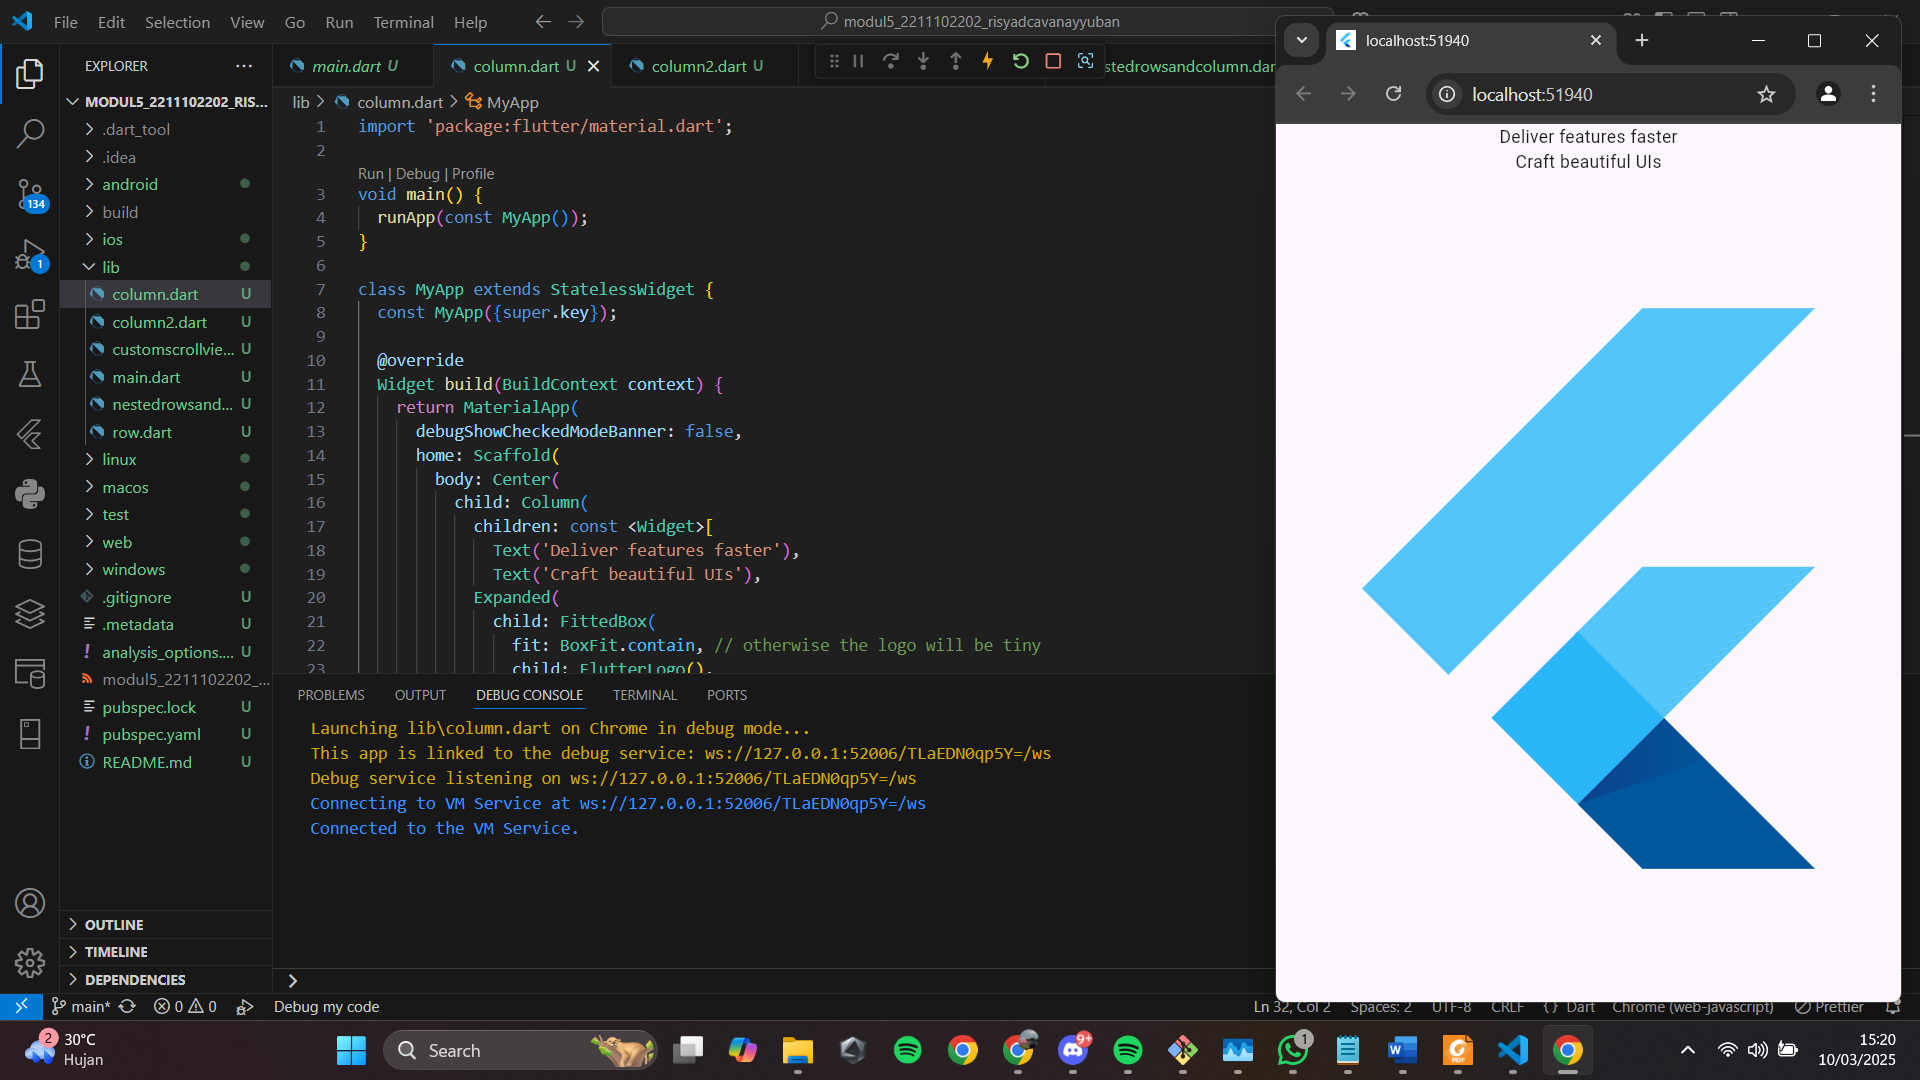 File Edit Selection View Go Run Terminal Help
modul5_2211102202_risyadcavanayyuban
EXPLORER
MODUL5_2211102202_RIS...
.dart_tool
.idea
android
build
ios
lib
column.dart U
column2.dart U
customscrollvie... U
main.dart U
nestedrowsand... U
row.dart U
linux
macos
test
web
windows
.gitignore U
.metadata U
analysis_options.... U
modul5_2211102202_...
pubspec.lock U
pubspec.yaml U
README.md U
OUTLINE
TIMELINE
DEPENDENCIES
134
1
main.dart U column.dart U column2.dart U stedrowsandcolumn.dar
lib > column.dart > MyApp
1 import 'package:flutter/material.dart';
2
Run | Debug | Profile
3 void main() {
4 runApp(const MyApp());
5 }
6
7 class MyApp extends StatelessWidget {
8 const MyApp({super.key});
9
10 @override
11 Widget build(BuildContext context) {
12 return MaterialApp(
13 debugShowCheckedModeBanner: false,
14 home: Scaffold(
15 body: Center(
16 child: Column(
17 children: const <Widget>[
18 Text('Deliver features faster'),
19 Text('Craft beautiful UIs'),
20 Expanded(
21 child: FittedBox(
22 fit: BoxFit.contain, // otherwise the logo will be tiny
23 child: FlutterLogo(),
PROBLEMS OUTPUT DEBUG CONSOLE TERMINAL PORTS
Launching lib\column.dart on Chrome in debug mode...
This app is linked to the debug service: ws://127.0.0.1:52006/TLaEDN0qp5Y=/ws
Debug service listening on ws://127.0.0.1:52006/TLaEDN0qp5Y=/ws
Connecting to VM Service at ws://127.0.0.1:52006/TLaEDN0qp5Y=/ws
Connected to the VM Service.
localhost:51940
localhost:51940
Deliver features faster
Craft beautiful UIs
main* 0 0 Debug my code
Ln 32, Col 2 Spaces: 2 UTF-8 CRLF {} Dart Chrome (web-javascript) Prettier
2
30°C
Hujan
Search
9+
1
PDF
15:20
10/03/2025